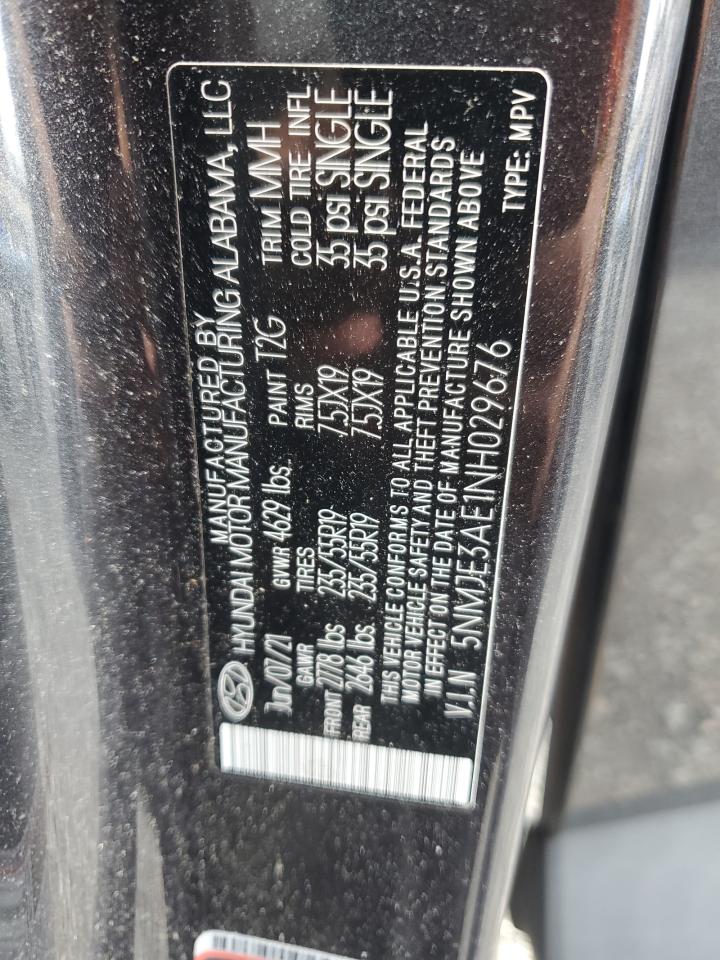 MANUFACTURED BY
HYUNDAI MOTOR MANUFACTURING ALABAMA, LLC
Jun/07/21 GVWR 4629 lbs. PAINT T2G TRIM MMH
GAWR TIRES RIMS COLD TIRE INFL
FRONT 2778 lbs 235/55R19 7.5JX19 35 psi SINGLE
REAR 2646 lbs 235/55R19 7.5JX19 35 psi SINGLE
THIS VEHICLE CONFORMS TO ALL APPLICABLE U.S.A. FEDERAL
MOTOR VEHICLE SAFETY AND THEFT PREVENTION STANDARDS
IN EFFECT ON THE DATE OF MANUFACTURE SHOWN ABOVE
V.I.N 5NMJE3AE1NH029676 TYPE: MPV